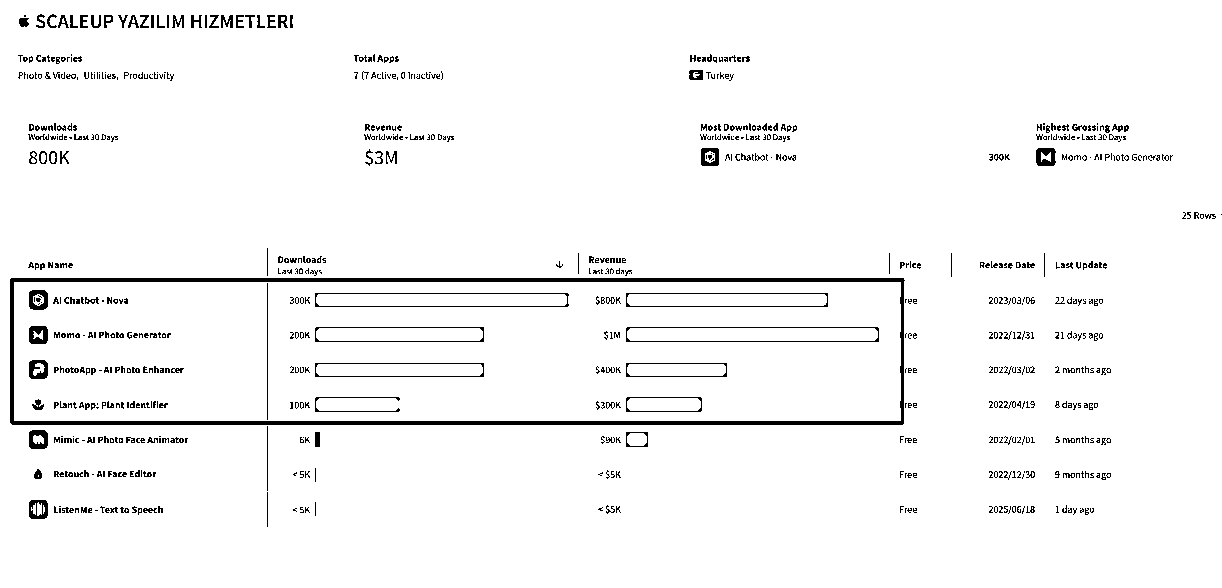 SCALEUP YAZILIM HIZMETLERI
Top Categories Total Apps Headquarters
Photo & Video, Utilities, Productivity 7 (7 Active, 0 Inactive) Turkey
Downloads Revenue Most Downloaded App Highest Grossing App
Worldwide • Last 30 Days Worldwide • Last 30 Days Worldwide • Last 30 Days Worldwide • Last 30 Days
800K $3M AI Chatbot - Nova 300K Momo - AI Photo Generator
25 Rows
App Name Downloads Revenue Price Release Date Last Update
Last 30 days Last 30 days
AI Chatbot - Nova 300K $800K Free 2023/03/06 22 days ago
Momo - AI Photo Generator 200K $1M Free 2022/12/31 21 days ago
PhotoApp - AI Photo Enhancer 200K $400K Free 2022/03/02 2 months ago
Plant App: Plant Identifier 100K $300K Free 2022/04/19 8 days ago
Mimic - AI Photo Face Animator 6K $90K Free 2022/02/01 5 months ago
Retouch - AI Face Editor < 5K < $5K Free 2022/12/30 9 months ago
ListenMe - Text to Speech < 5K < $5K Free 2025/06/18 1 day ago